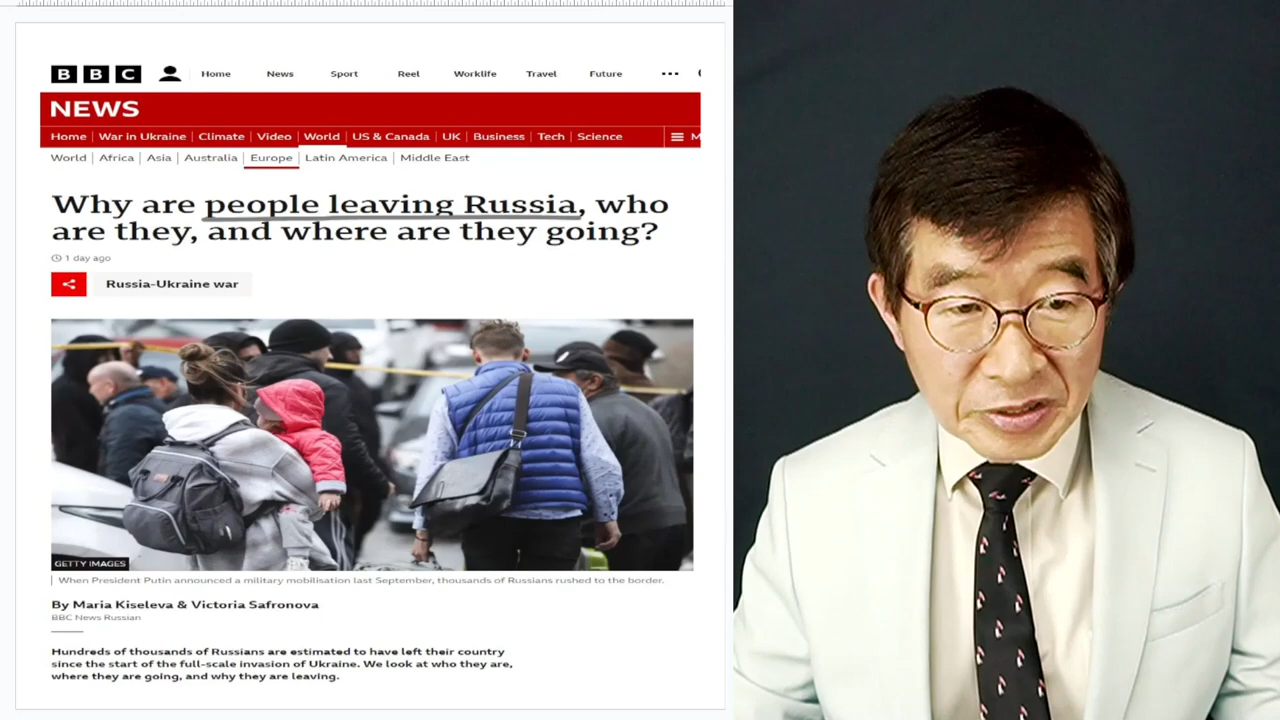 BBC Home News Sport Reel Worklife Travel Future ...
NEWS
Home War in Ukraine Climate Video World US & Canada UK Business Tech Science M
World Africa Asia Australia Europe Latin America Middle East
Why are people leaving Russia, who
are they, and where are they going?
1 day ago
Russia-Ukraine war
GETTY IMAGES
When President Putin announced a military mobilisation last September, thousands of Russians rushed to the border.
By Maria Kiseleva & Victoria Safronova
BBC News Russian
Hundreds of thousands of Russians are estimated to have left their country
since the start of the full-scale invasion of Ukraine. We look at who they are,
where they are going, and why they are leaving.